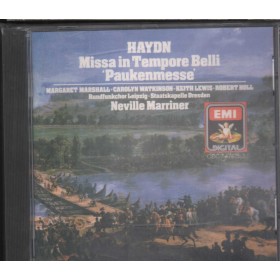 HAYDN
Missa in Tempore Belli
'Paukenmesse'
MARGARET MARSHALL · CAROLYN WATKINSON · KEITH LEWIS · ROBERT HOLL
Rundfunkchor Leipzig · Staatskapelle Dresden
Neville Marriner
EMI
DIGITAL